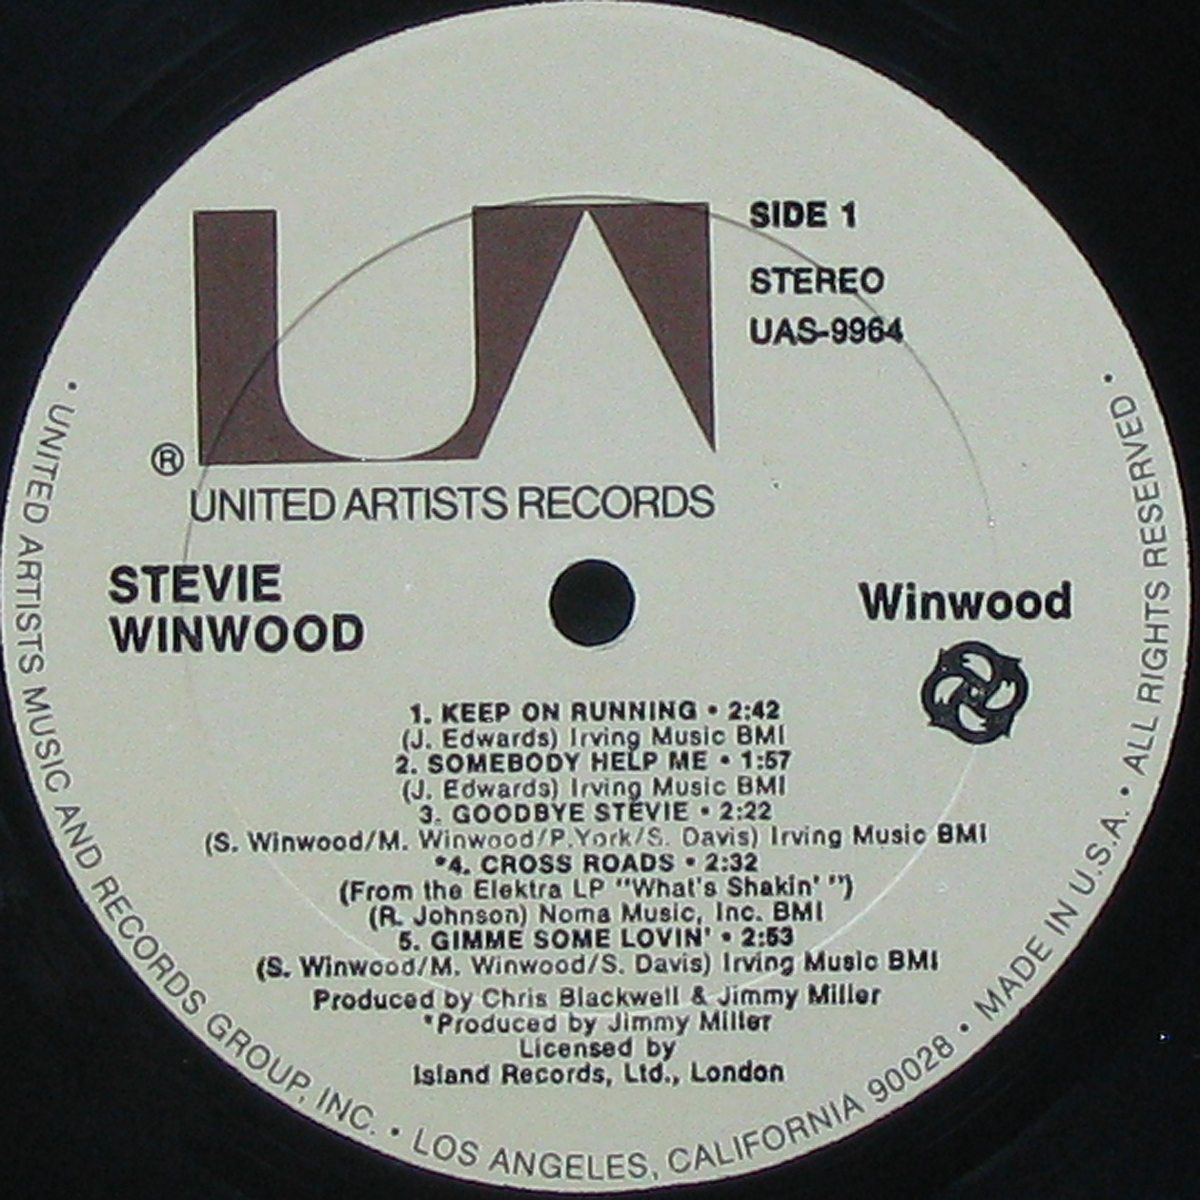 UA
SIDE 1
STEREO
UAS-9964
®
UNITED ARTISTS RECORDS
STEVIE
WINWOOD
Winwood
1. KEEP ON RUNNING • 2:42
(J. Edwards) Irving Music BMI
2. SOMEBODY HELP ME • 1:57
(J. Edwards) Irving Music BMI
3. GOODBYE STEVIE • 2:22
(S. Winwood/M. Winwood/P.York/S. Davis) Irving Music BMI
*4. CROSS ROADS • 2:32
(From the Elektra LP "What's Shakin' ")
(R. Johnson) Noma Music, Inc. BMI
5. GIMME SOME LOVIN' • 2:53
(S. Winwood/M. Winwood/S. Davis) Irving Music BMI
Produced by Chris Blackwell & Jimmy Miller
*Produced by Jimmy Miller
Licensed by
Island Records, Ltd., London
• UNITED ARTISTS MUSIC AND RECORDS GROUP, INC. • LOS ANGELES, CALIFORNIA 90028 • MADE IN U.S.A. • ALL RIGHTS RESERVED •